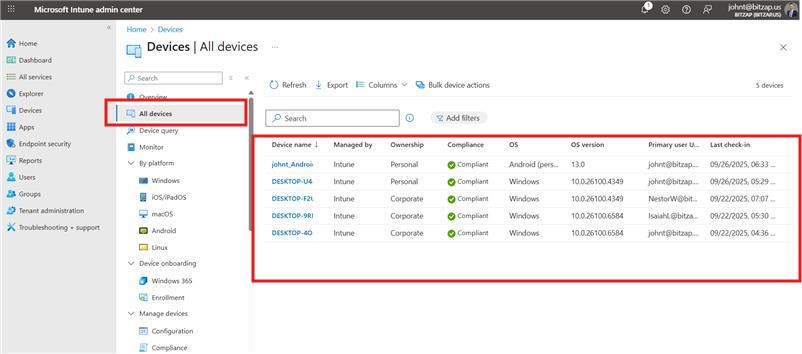 Microsoft Intune admin center
1
johnt@bitzap.us
BITZAP (BITZAP.US)
Home
Dashboard
All services
Explorer
Devices
Apps
Endpoint security
Reports
Users
Groups
Tenant administration
Troubleshooting + support
Home > Devices
Devices | All devices
Search
Overview
All devices
Device query
Monitor
By platform
Windows
iOS/iPadOS
macOS
Android
Linux
Device onboarding
Windows 365
Enrollment
Manage devices
Configuration
Compliance
Refresh Export Columns Bulk device actions 5 devices
Search Add filters
Device name ↓ Managed by Ownership Compliance OS OS version Primary user U... Last check-in
johnt_Androi Intune Personal Compliant Android (pers... 13.0 johnt@bitzap.... 09/26/2025, 06:33 ...
DESKTOP-U4 Intune Personal Compliant Windows 10.0.26100.4349 johnt@bitzap.... 09/26/2025, 05:29 ...
DESKTOP-F2 Intune Corporate Compliant Windows 10.0.26100.4349 NestorW@bitz... 09/22/2025, 07:07 ...
DESKTOP-9R Intune Corporate Compliant Windows 10.0.26100.6584 IsaiahL@bitza... 09/22/2025, 05:30 ...
DESKTOP-4O Intune Corporate Compliant Windows 10.0.26100.6584 johnt@bitzap.... 09/22/2025, 04:36 ...